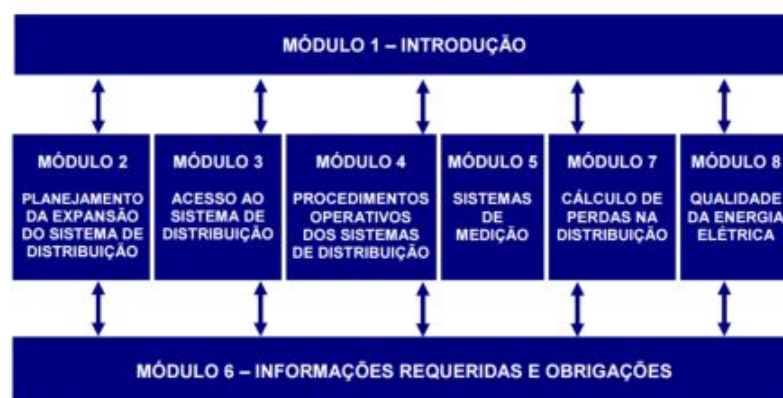 MÓDULO 1 – INTRODUÇÃO
MÓDULO 2
PLANEJAMENTO
DA EXPANSÃO
DO SISTEMA DE
DISTRIBUIÇÃO
MÓDULO 3
ACESSO AO
SISTEMA DE
DISTRIBUIÇÃO
MÓDULO 4
PROCEDIMENTOS
OPERATIVOS
DOS SISTEMAS
DE DISTRIBUIÇÃO
MÓDULO 5
SISTEMAS
DE
MEDIÇÃO
MÓDULO 7
CÁLCULO DE
PERDAS NA
DISTRIBUIÇÃO
MÓDULO 8
QUALIDADE
DA ENERGIA
ELÉTRICA
MÓDULO 6 – INFORMAÇÕES REQUERIDAS E OBRIGAÇÕES